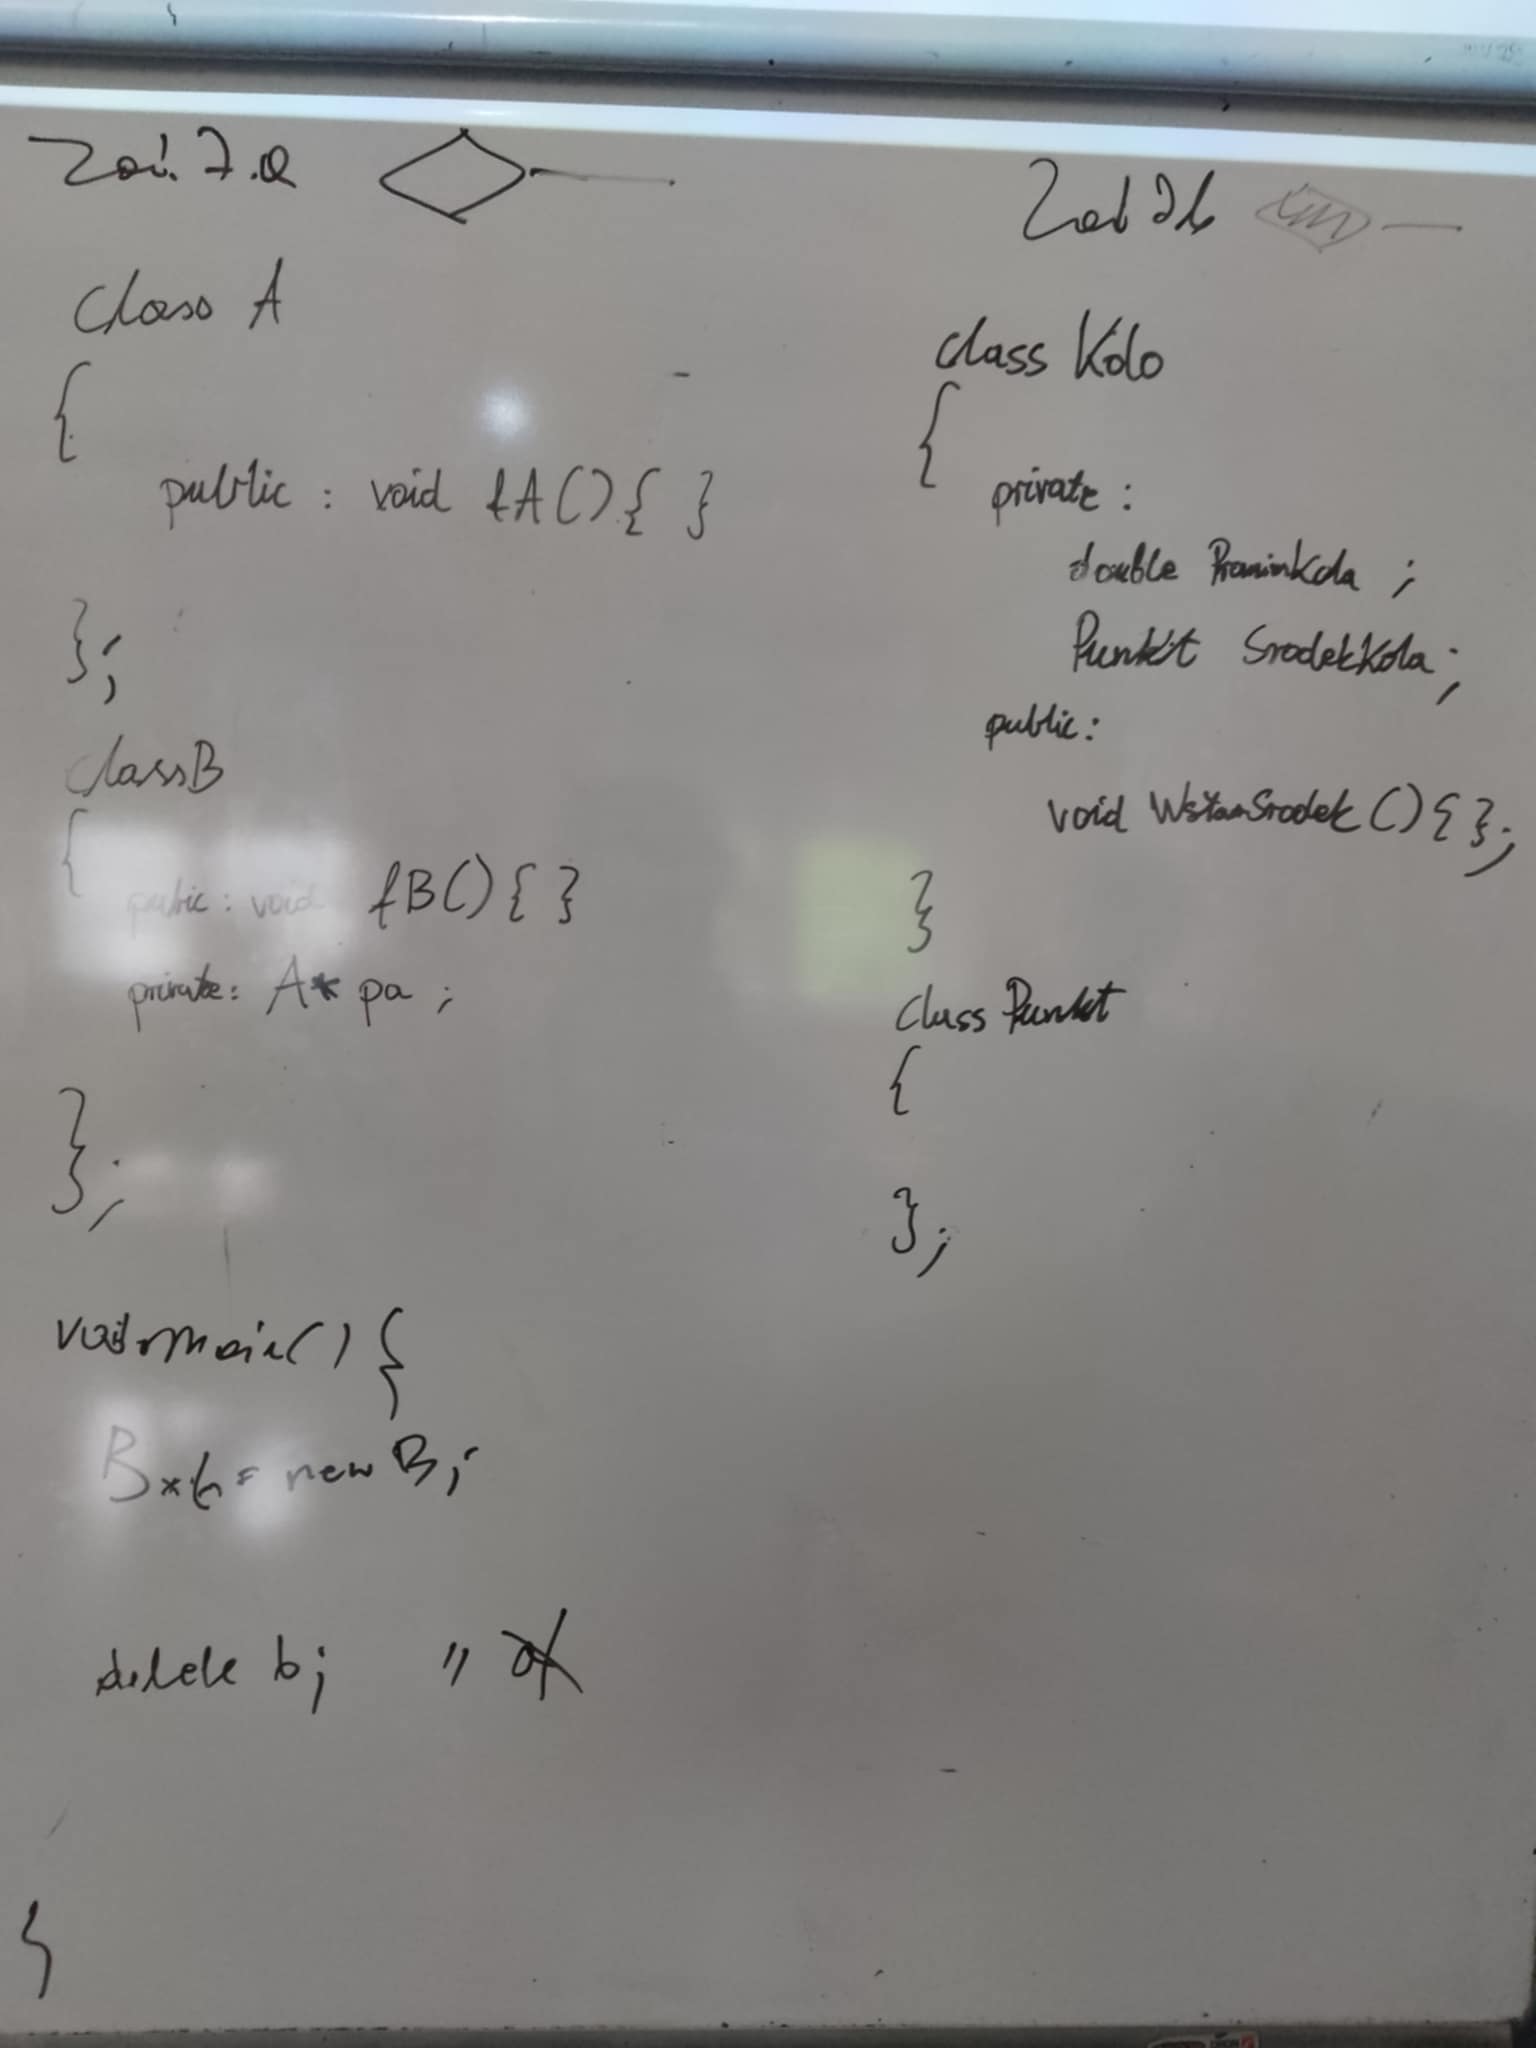 Zad. 7.a
class A
{
public: void fA(){ }
};
class B
{
public: void fB(){ }
private: A* pa;
};
void main(){
B*b= new B;
delete b; //
}
Zad 7b
class Kolo
{
private:
double PromienKola ;
Punkt SrodekKola;
public:
void WstawSrodek(){};
}
class Punkt
{
};